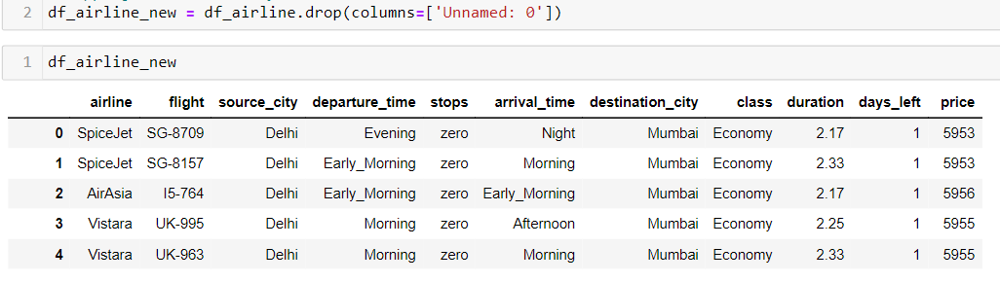 2 df_airline_new = df_airline.drop(columns=['Unnamed: 0'])
1 df_airline_new
airline flight source_city departure_time stops arrival_time destination_city class duration days_left price
0 SpiceJet SG-8709 Delhi Evening zero Night Mumbai Economy 2.17 1 5953
1 SpiceJet SG-8157 Delhi Early_Morning zero Morning Mumbai Economy 2.33 1 5953
2 AirAsia I5-764 Delhi Early_Morning zero Early_Morning Mumbai Economy 2.17 1 5956
3 Vistara UK-995 Delhi Morning zero Afternoon Mumbai Economy 2.25 1 5955
4 Vistara UK-963 Delhi Morning zero Morning Mumbai Economy 2.33 1 5955